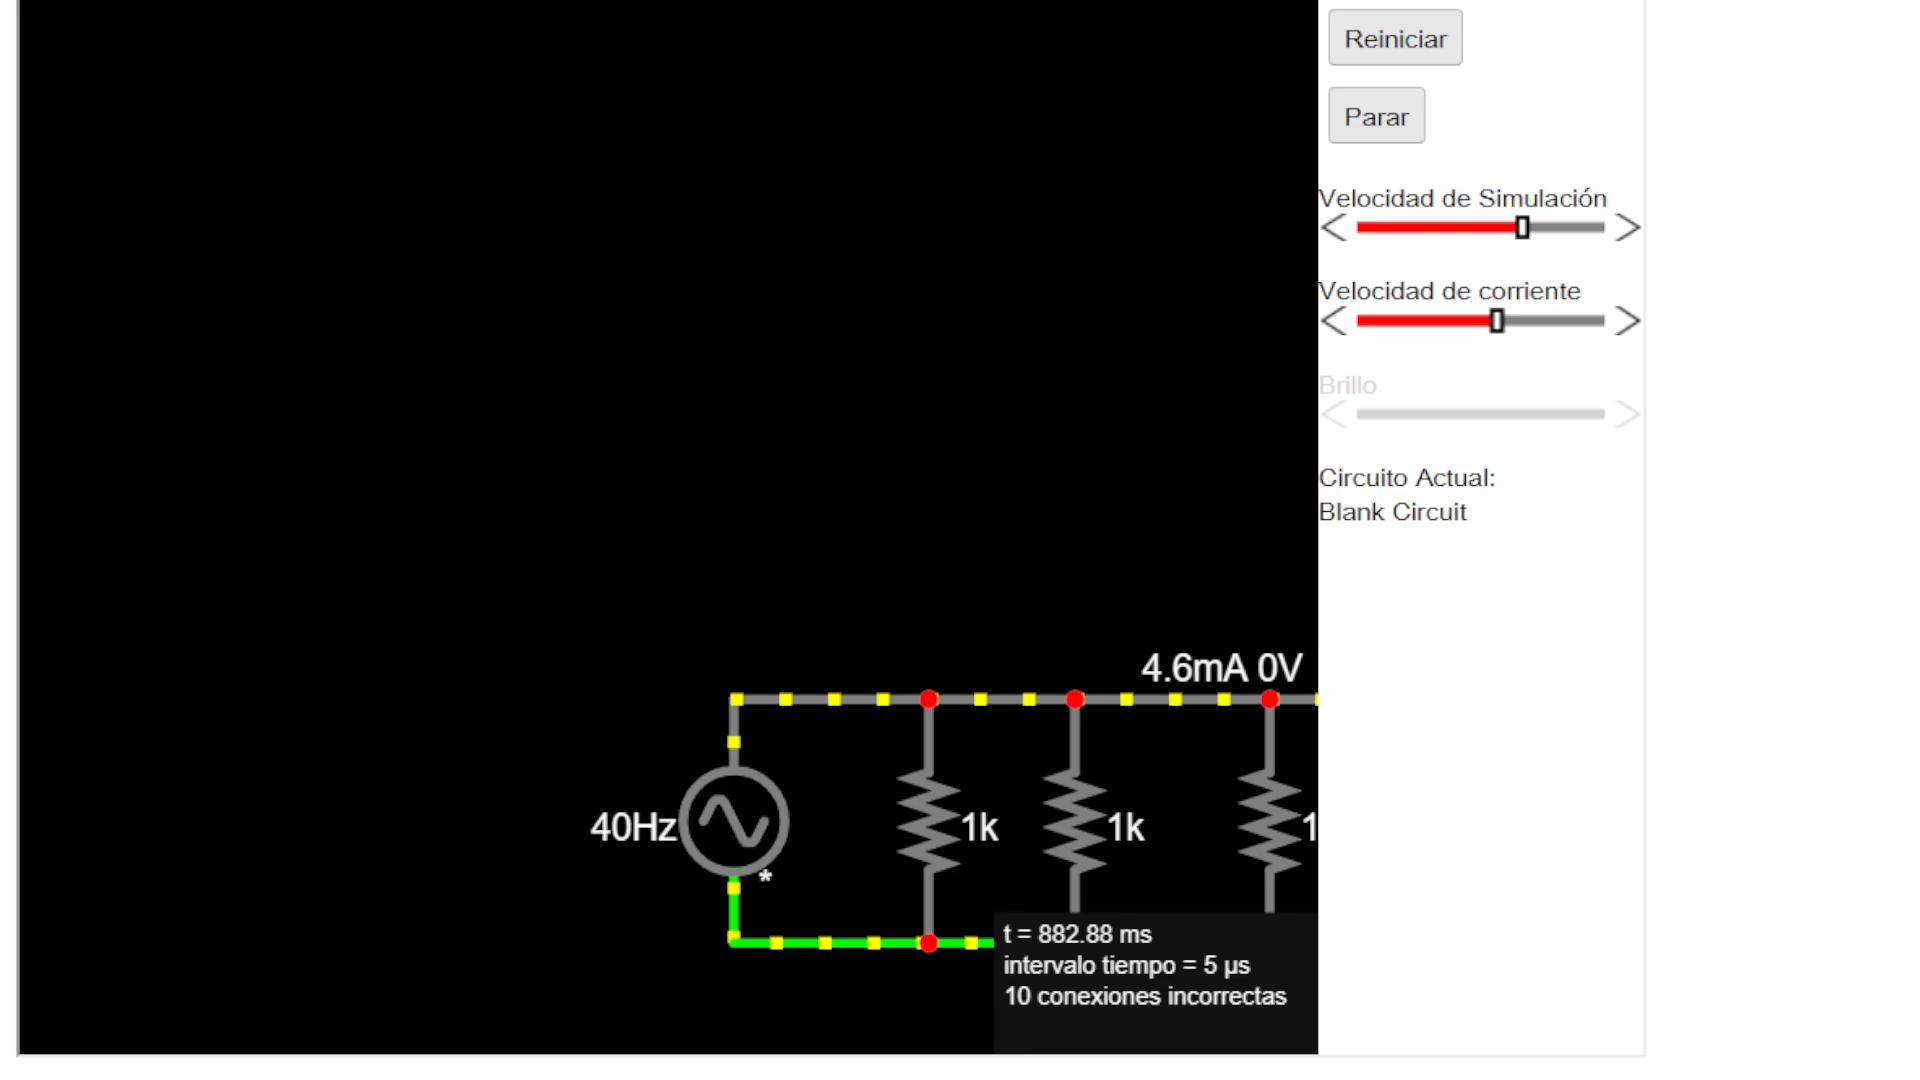 Reiniciar
Parar
Velocidad de Simulación
Velocidad de corriente
Brillo
Circuito Actual:
Blank Circuit
4.6mA 0V
40Hz
*
1k
1k
1
t = 882.88 ms
intervalo tiempo = 5 μs
10 conexiones incorrectas